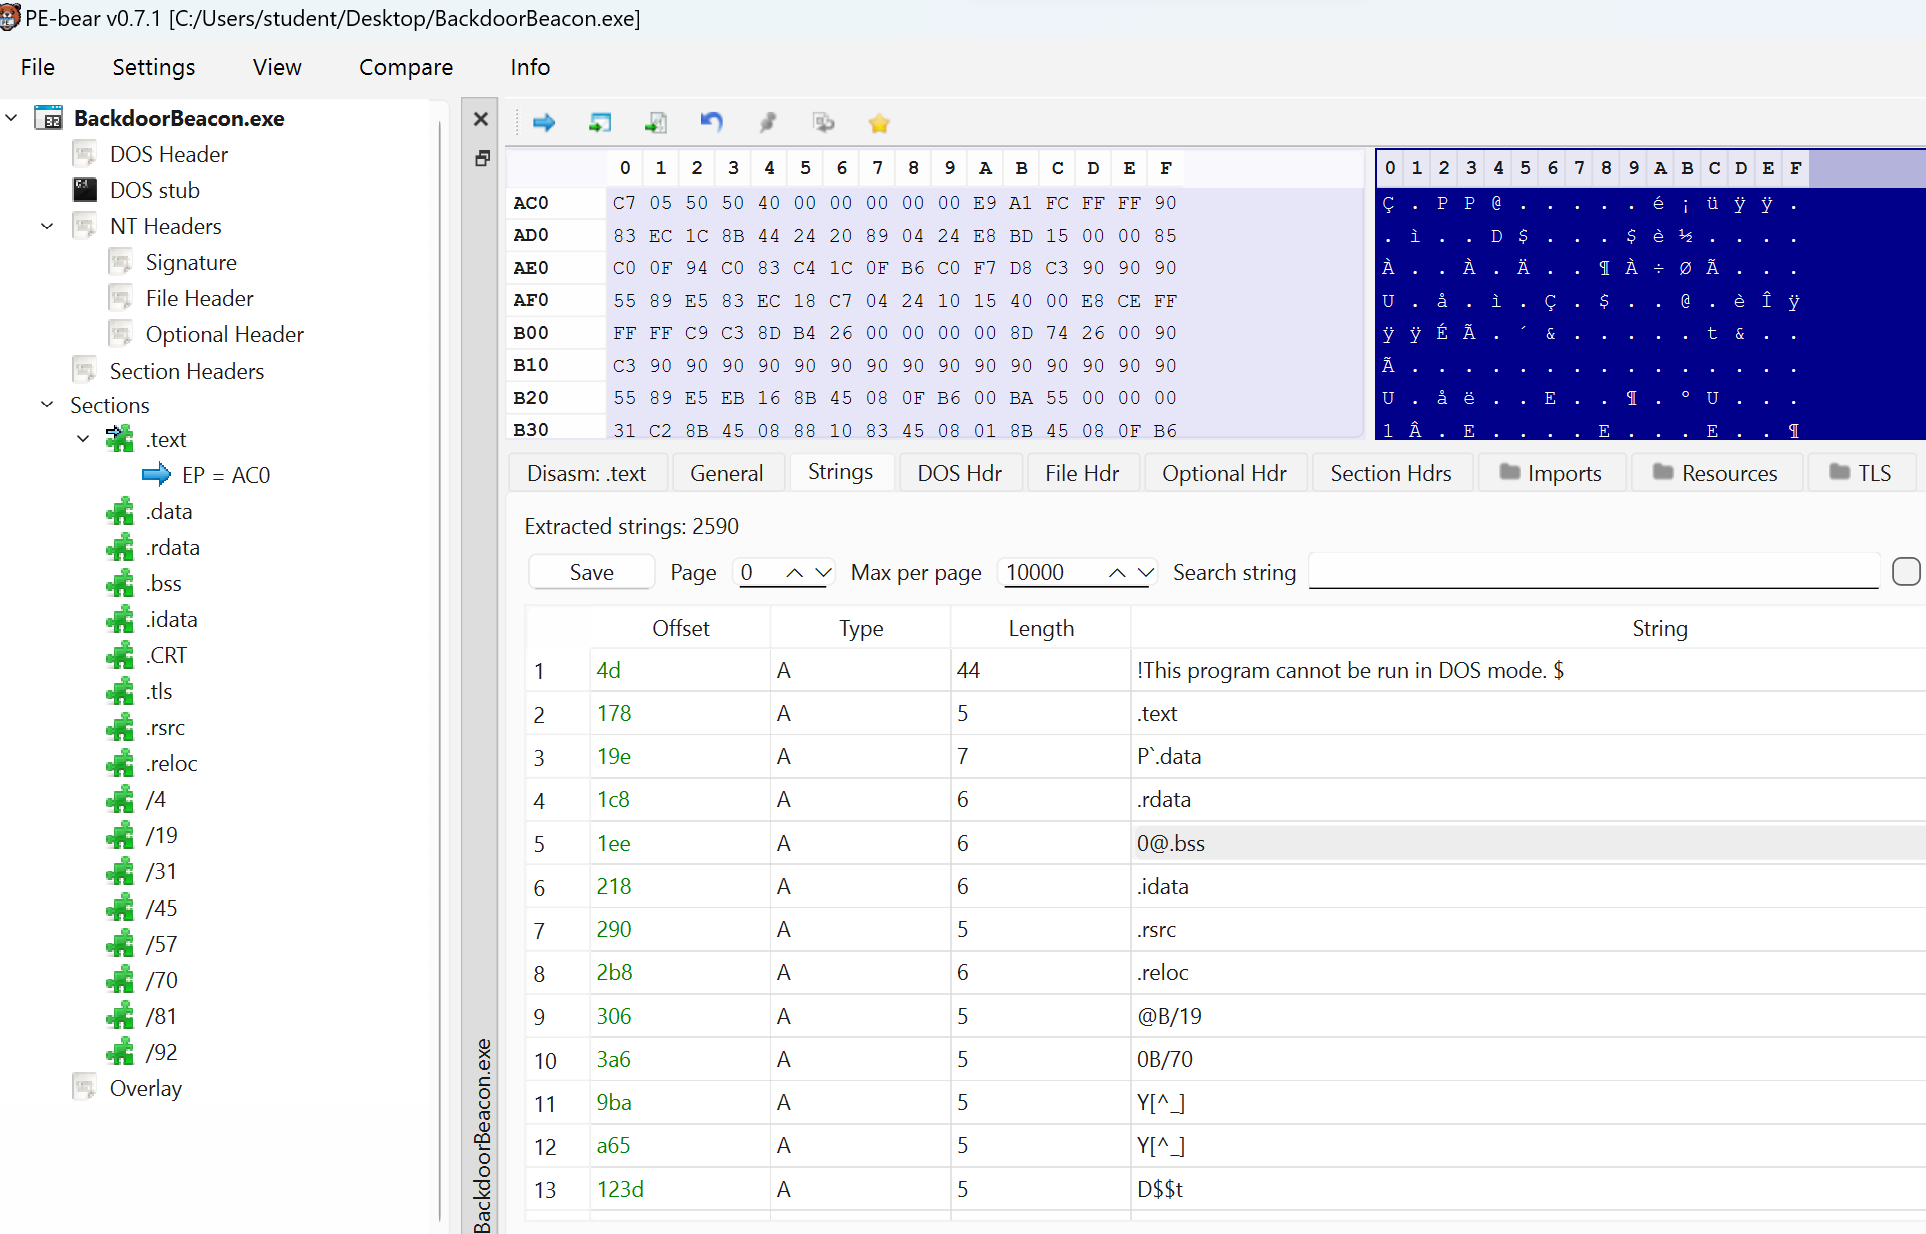 PE-bear v0.7.1 [C:/Users/student/Desktop/BackdoorBeacon.exe]
File Settings View Compare Info
BackdoorBeacon.exe
DOS Header
DOS stub
NT Headers
Signature
File Header
Optional Header
Section Headers
Sections
.text
EP = AC0
.data
.rdata
.bss
.idata
.CRT
.tls
.rsrc
.reloc
/4
/19
/31
/45
/57
/70
/81
/92
Overlay
BackdoorBeacon.exe
0 1 2 3 4 5 6 7 8 9 A B C D E F
AC0 C7 05 50 50 40 00 00 00 00 00 E9 A1 FC FF FF 90
AD0 83 EC 1C 8B 44 24 20 89 04 24 E8 BD 15 00 00 85
AE0 C0 0F 94 C0 83 C4 1C 0F B6 C0 F7 D8 C3 90 90 90
AF0 55 89 E5 83 EC 18 C7 04 24 10 15 40 00 E8 CE FF
B00 FF FF C9 C3 8D B4 26 00 00 00 00 8D 74 26 00 90
B10 C3 90 90 90 90 90 90 90 90 90 90 90 90 90 90 90
B20 55 89 E5 EB 16 8B 45 08 0F B6 00 BA 55 00 00 00
B30 31 C2 8B 45 08 88 10 83 45 08 01 8B 45 08 0F B6
0 1 2 3 4 5 6 7 8 9 A B C D E F
Ç . P P @ . . . . . é ¡ ü ÿ ÿ .
. ì . . D $ . . . $ è ½ . . . .
À . . À . Ä . . ¶ À ÷ Ø Ã . . .
U . å . ì . Ç . $ . . @ . è Î ÿ
ÿ ÿ É Ã . ´ & . . . . . t & . .
Ã . . . . . . . . . . . . . . .
U . å ë . . E . . ¶ . º U . . .
1 Â . E . . . . E . . . E . . ¶
Disasm: .text General Strings DOS Hdr File Hdr Optional Hdr Section Hdrs Imports Resources TLS
Extracted strings: 2590
Save Page 0 Max per page 10000 Search string
Offset Type Length String
1 4d A 44 !This program cannot be run in DOS mode. $
2 178 A 5 .text
3 19e A 7 P`.data
4 1c8 A 6 .rdata
5 1ee A 6 0@.bss
6 218 A 6 .idata
7 290 A 5 .rsrc
8 2b8 A 6 .reloc
9 306 A 5 @B/19
10 3a6 A 5 0B/70
11 9ba A 5 Y[^_]
12 a65 A 5 Y[^_]
13 123d A 5 D$$t